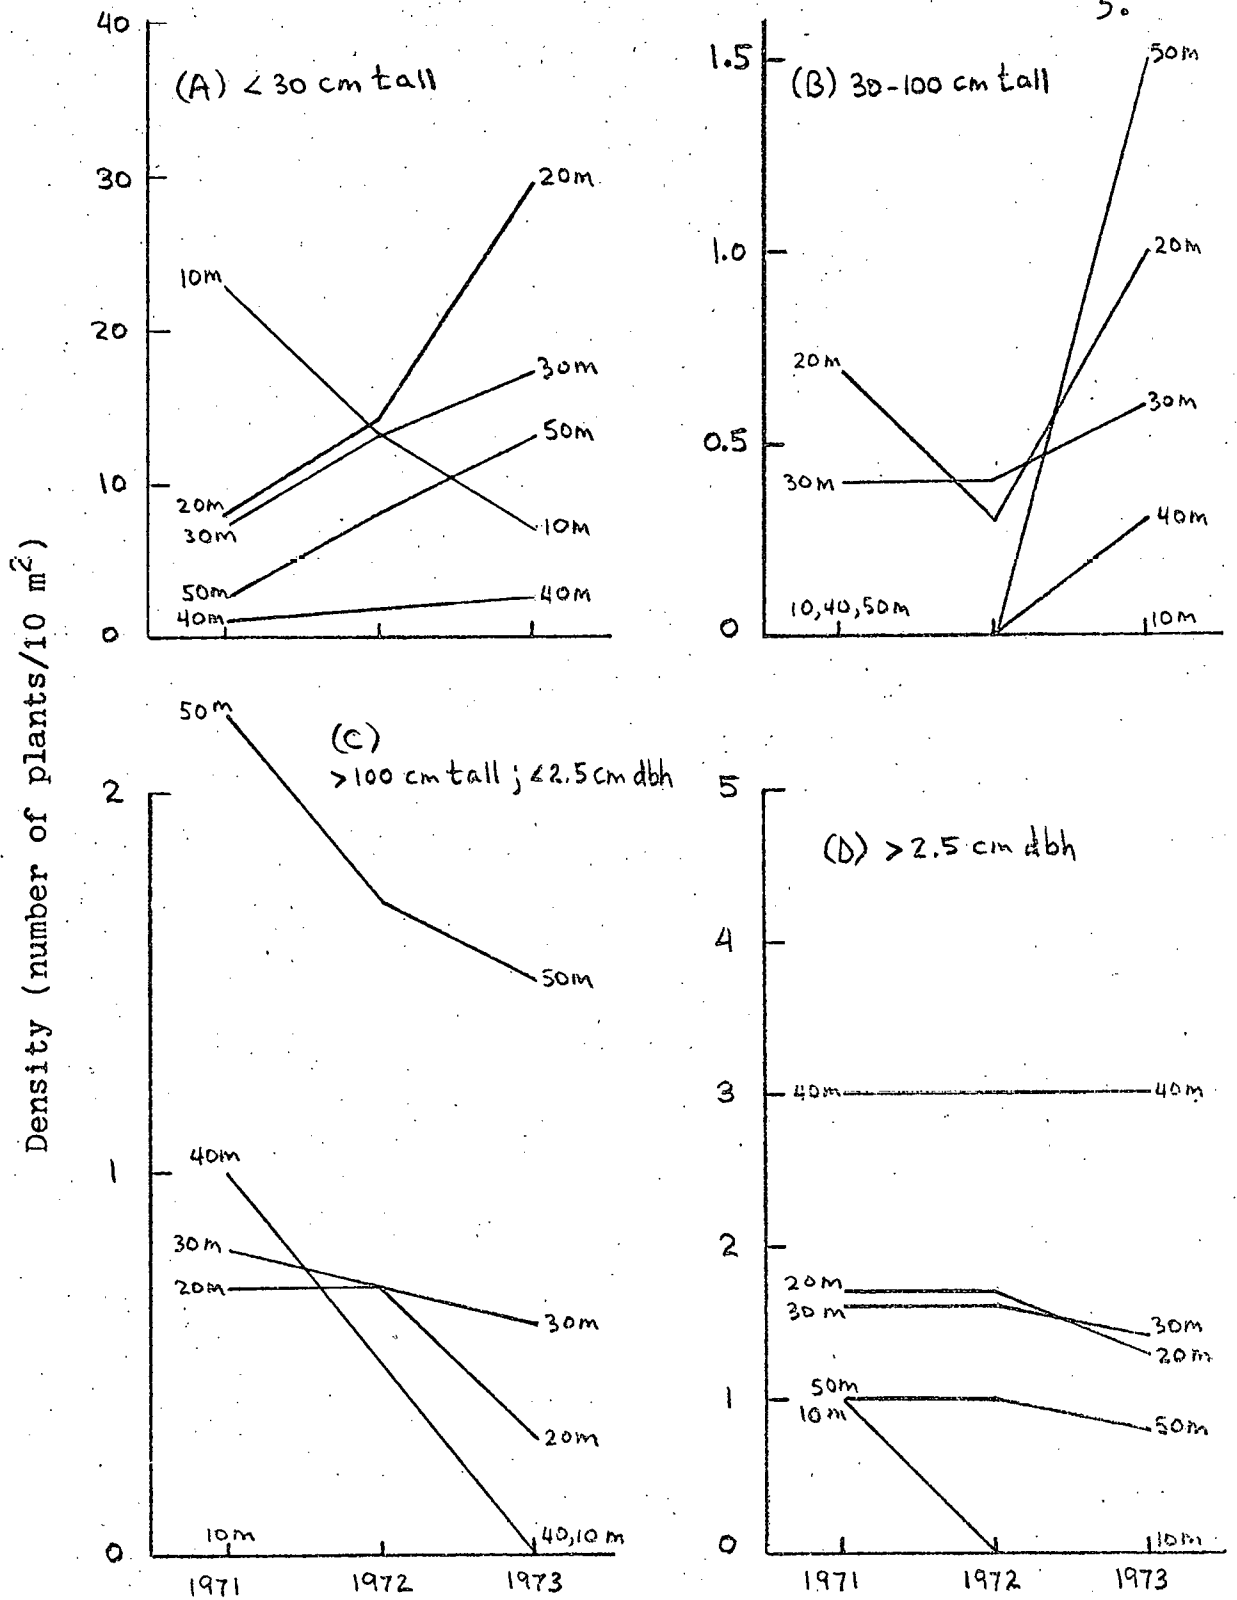 5.
Density (number of plants/10 m²)
(A) < 30 cm tall
40
30
20
10
0
10m
20m
30m
50m
40m
20m
30m
50m
10m
40m
(B) 30-100 cm tall
1.5
1.0
0.5
0
20m
30m
10,40,50m
50m
20m
30m
40m
10m
(C)
>100 cm tall; ≤2.5 cm dbh
2
1
0
50m
40m
30m
20m
10m
50m
30m
20m
40,10m
1971 1972 1973
(D) >2.5 cm dbh
5
4
3
2
1
0
40m
20m
30m
50m
10m
40m
30m
20m
50m
10m
1971 1972 1973